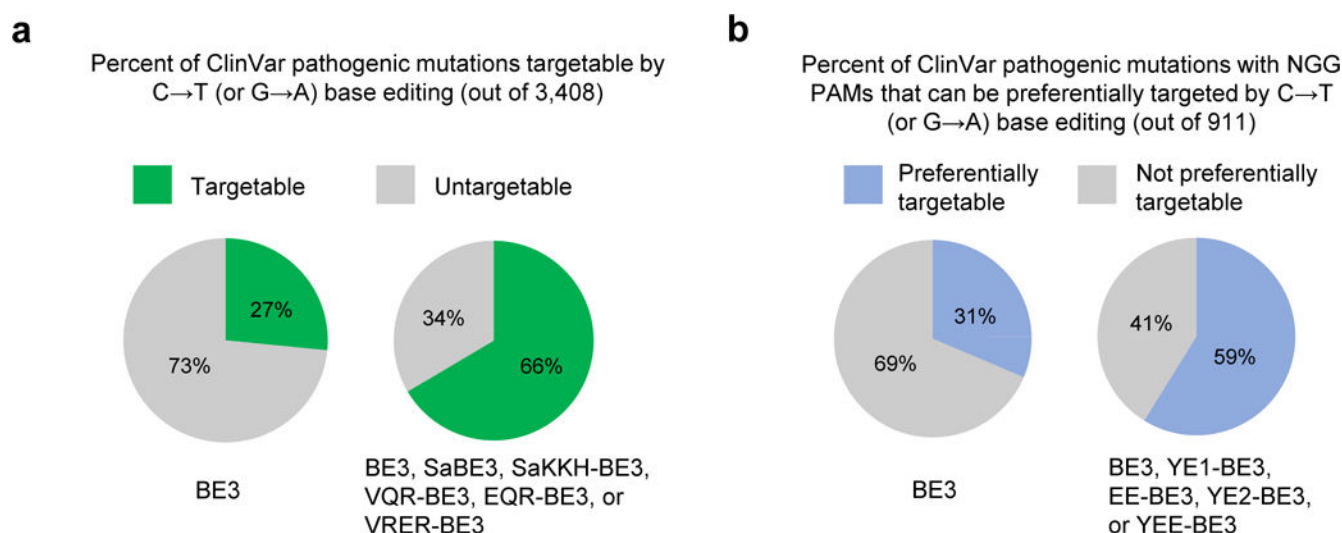 a
Percent of ClinVar pathogenic mutations targetable by
C→T (or G→A) base editing (out of 3,408)
Targetable
Untargetable
27%
73%
34%
66%
BE3
BE3, SaBE3, SaKKH-BE3,
VQR-BE3, EQR-BE3, or
VRER-BE3
b
Percent of ClinVar pathogenic mutations with NGG
PAMs that can be preferentially targeted by C→T
(or G→A) base editing (out of 911)
Preferentially
targetable
Not preferentially
targetable
31%
69%
41%
59%
BE3
BE3, YE1-BE3,
EE-BE3, YE2-BE3,
or YEE-BE3